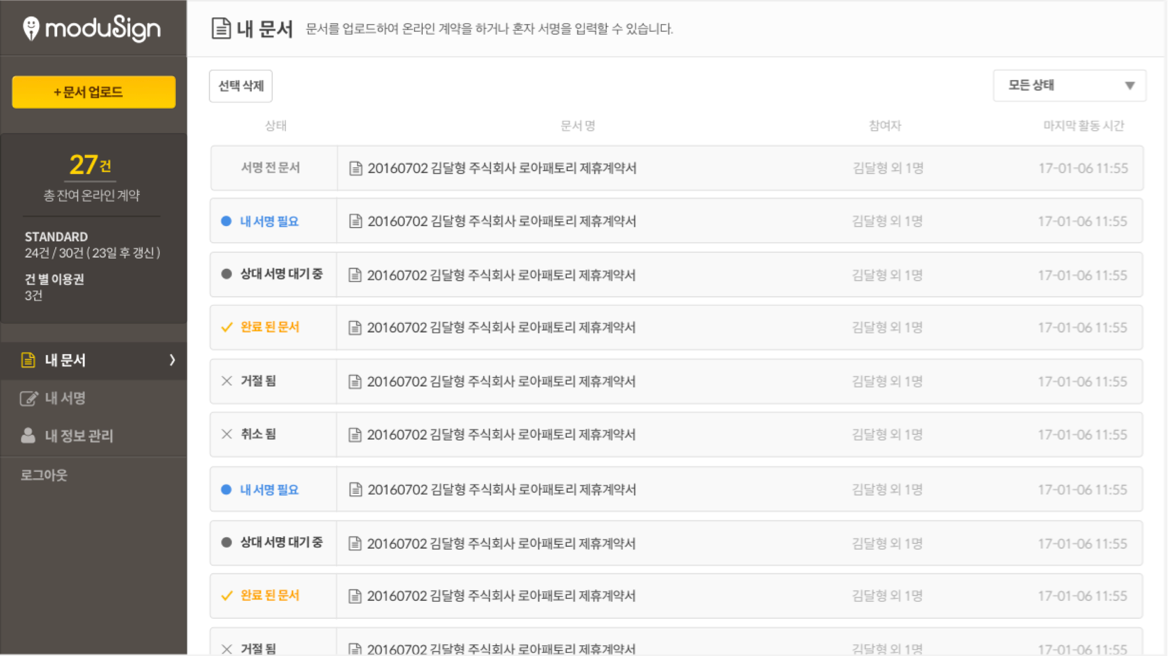 moduSign
+ 문서 업로드
27건
총 잔여 온라인 계약
STANDARD
24건 / 30건 ( 23일 후 갱신 )
건 별 이용권
3건
내 문서
내 서명
내 정보 관리
로그아웃
내 문서 문서를 업로드하여 온라인 계약을 하거나 혼자 서명을 입력할 수 있습니다.
선택 삭제 모든 상태
상태 문서 명 참여자 마지막 활동 시간
서명 전 문서 20160702 김달형 주식회사 로아팩토리 제휴계약서 김달형 외 1명 17-01-06 11:55
내 서명 필요 20160702 김달형 주식회사 로아팩토리 제휴계약서 김달형 외 1명 17-01-06 11:55
상대 서명 대기 중 20160702 김달형 주식회사 로아팩토리 제휴계약서 김달형 외 1명 17-01-06 11:55
완료 된 문서 20160702 김달형 주식회사 로아팩토리 제휴계약서 김달형 외 1명 17-01-06 11:55
거절 됨 20160702 김달형 주식회사 로아팩토리 제휴계약서 김달형 외 1명 17-01-06 11:55
취소 됨 20160702 김달형 주식회사 로아팩토리 제휴계약서 김달형 외 1명 17-01-06 11:55
내 서명 필요 20160702 김달형 주식회사 로아팩토리 제휴계약서 김달형 외 1명 17-01-06 11:55
상대 서명 대기 중 20160702 김달형 주식회사 로아팩토리 제휴계약서 김달형 외 1명 17-01-06 11:55
완료 된 문서 20160702 김달형 주식회사 로아팩토리 제휴계약서 김달형 외 1명 17-01-06 11:55
거절 됨 20160702 김달형 주식회사 로아팩토리 제휴계약서 김달형 외 1명 17-01-06 11:55